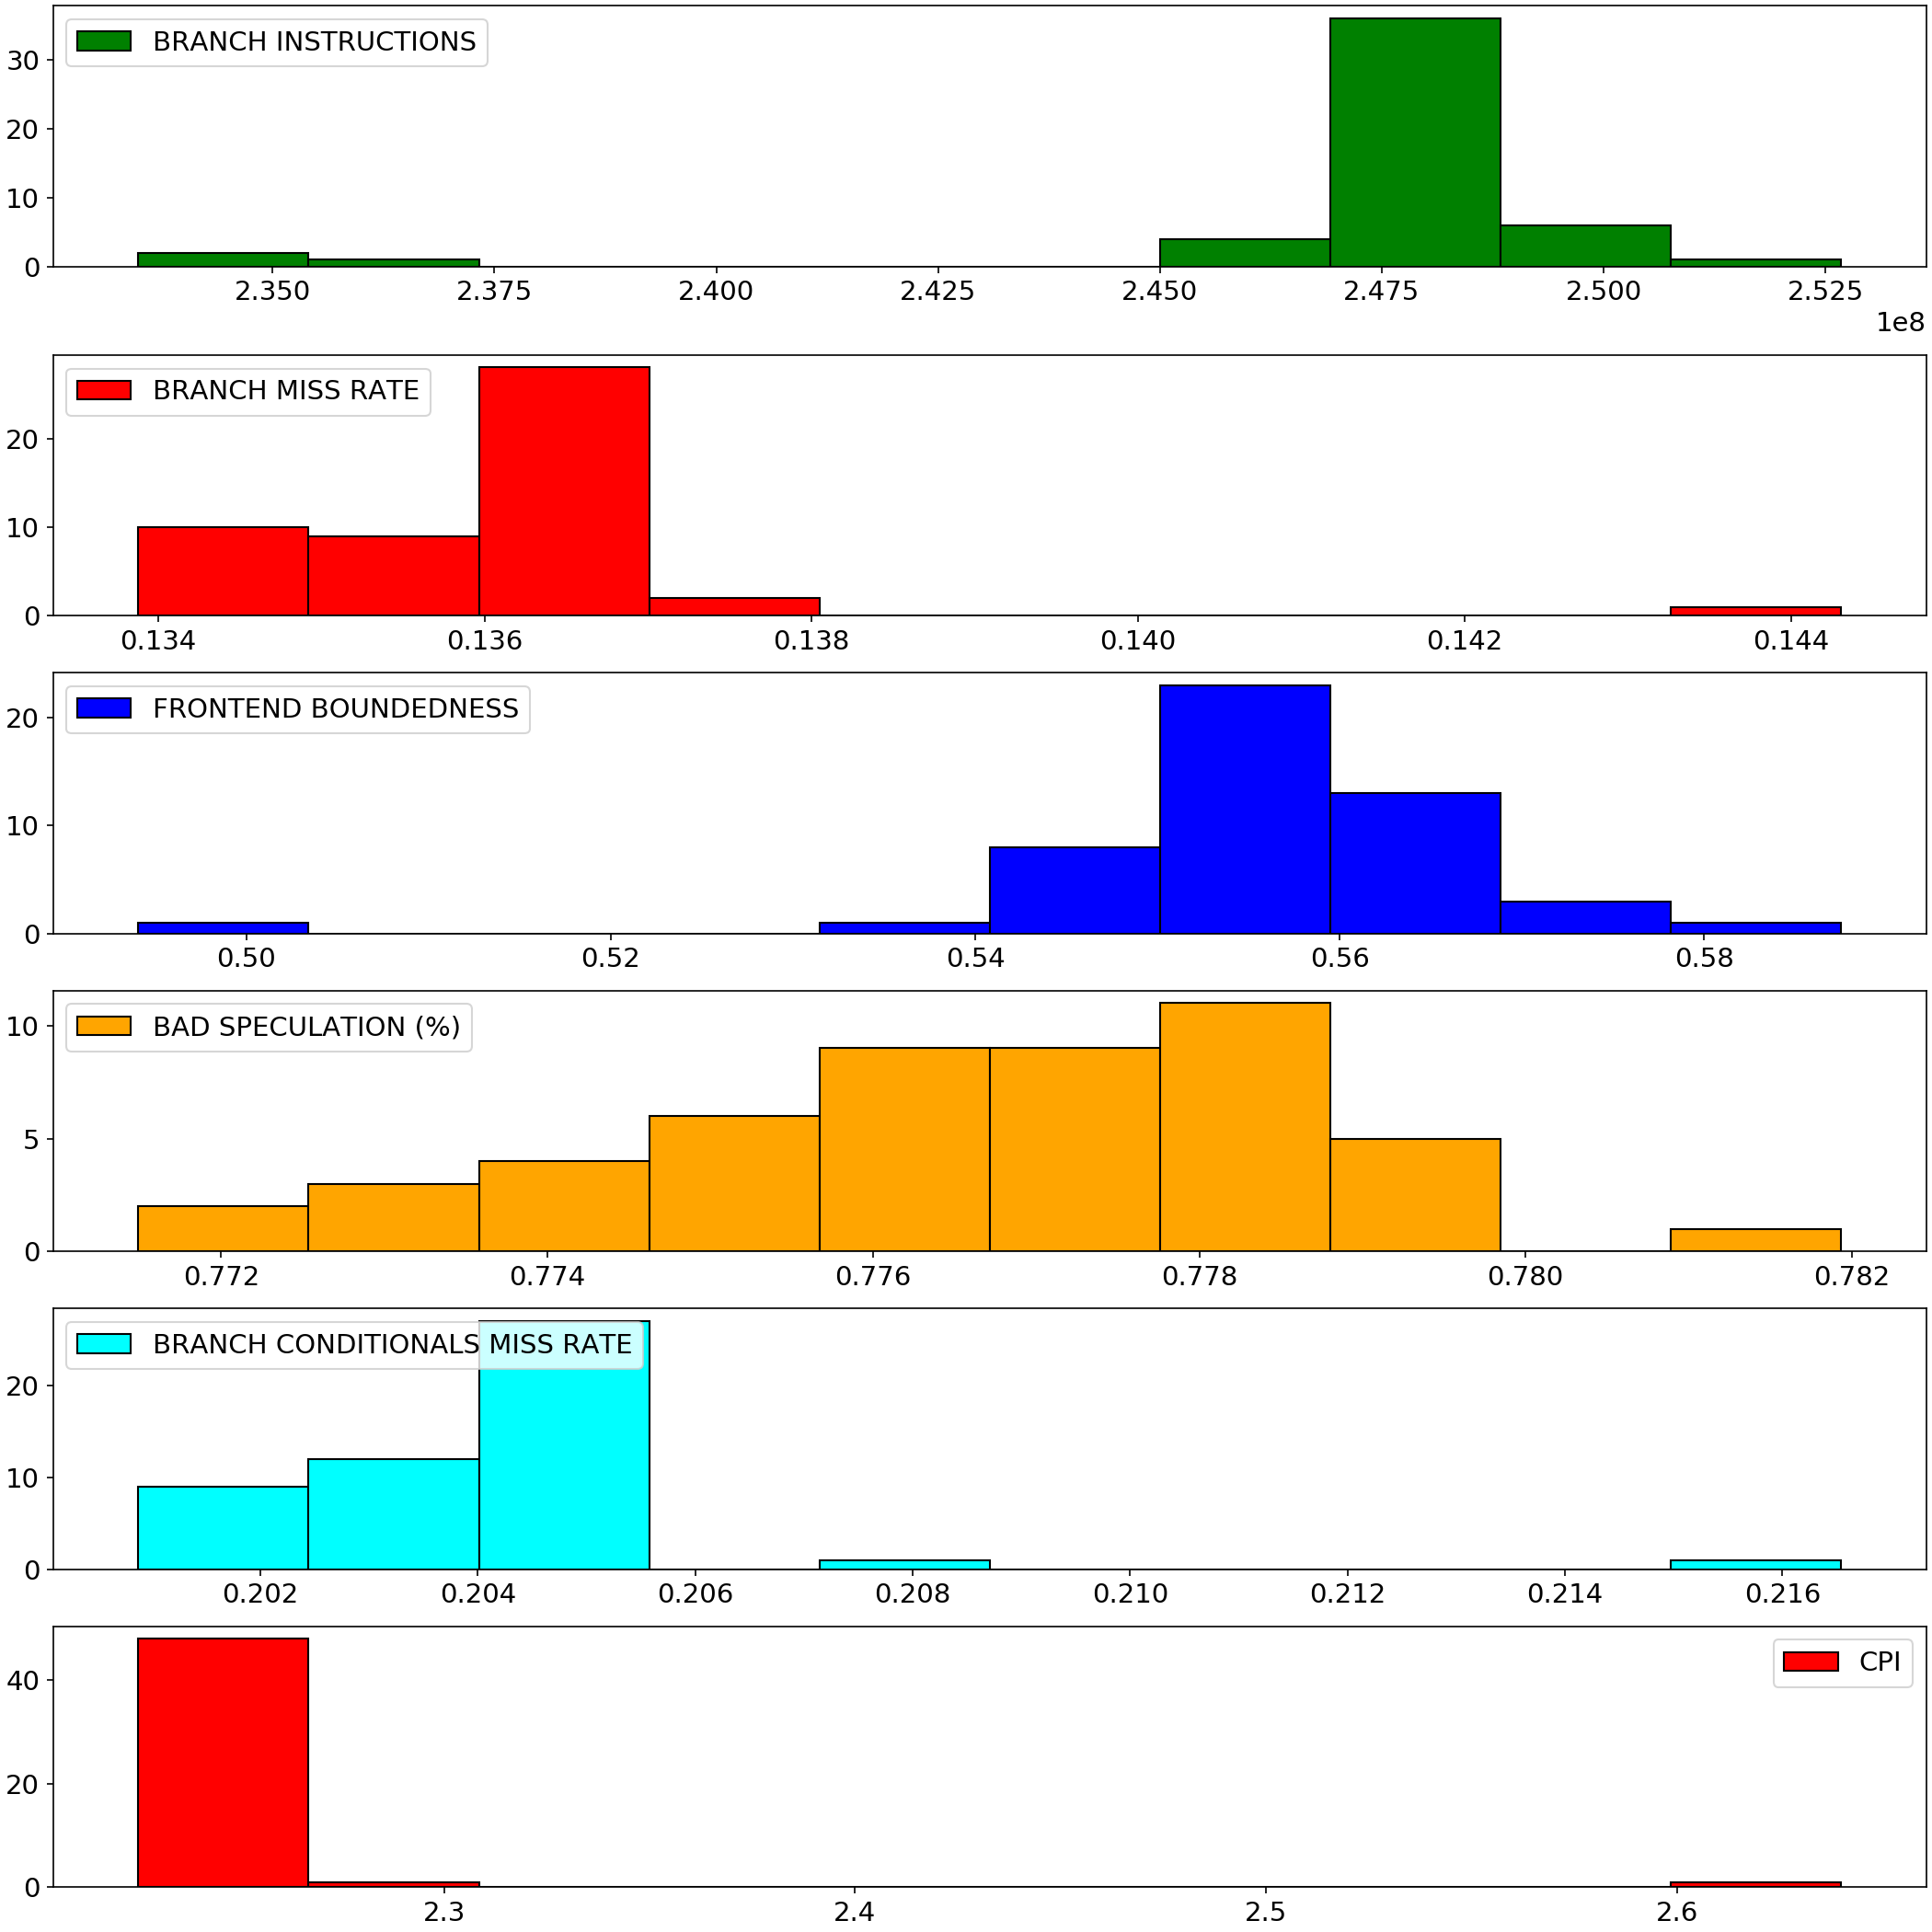 BRANCH INSTRUCTIONS
30
20
10
0
2.350 2.375 2.400 2.425 2.450 2.475 2.500 2.525
1e8
BRANCH MISS RATE
20
10
0
0.134 0.136 0.138 0.140 0.142 0.144
FRONTEND BOUNDEDNESS
20
10
0
0.50 0.52 0.54 0.56 0.58
BAD SPECULATION (%)
10
5
0
0.772 0.774 0.776 0.778 0.780 0.782
BRANCH CONDITIONALS MISS RATE
20
10
0
0.202 0.204 0.206 0.208 0.210 0.212 0.214 0.216
CPI
40
20
0
2.3 2.4 2.5 2.6